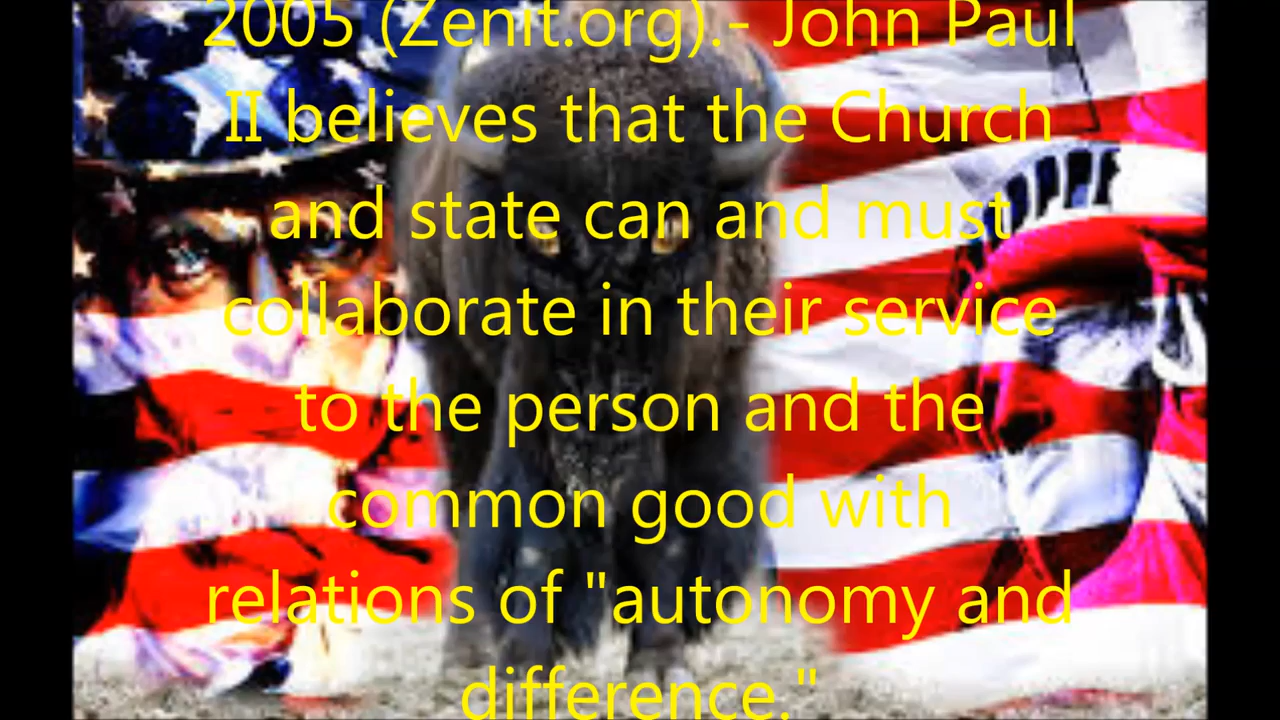 2005 (Zenit.org).- John Paul
II believes that the Church
and state can and must
collaborate in their service
to the person and the
common good with
relations of "autonomy and
difference."